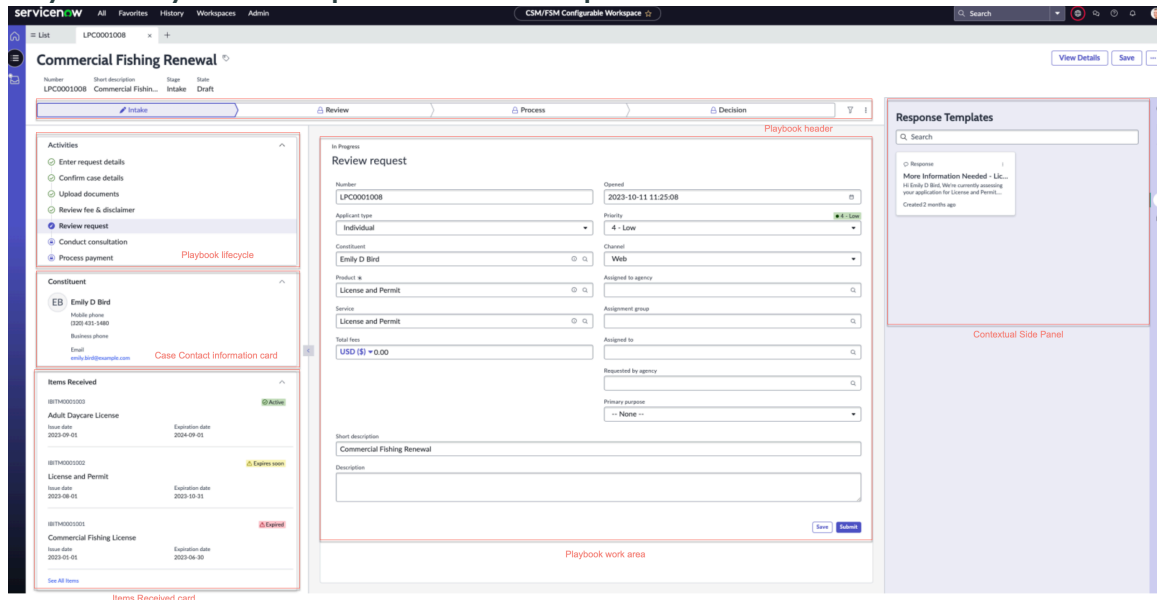 servicenow All Favorites History Workspaces Admin CSM/FSM Configurable Workspace Search
List LPC0001008 × +
Commercial Fishing Renewal View Details Save
Number Short description Stage State
LPC0001008 Commercial Fishin... Intake Draft
Intake Review Process Decision
Playbook header
Activities
Enter request details
Confirm case details
Upload documents
Review fee & disclaimer
Review request
Conduct consultation
Process payment
Playbook lifecycle
Constituent
EB Emily D Bird
Mobile phone
(320) 431-1480
Business phone
Email
emily.bird@example.com
Case Contact information card
Items Received
IBITM0001003 Active
Adult Daycare License
Issue date Expiration date
2023-09-01 2024-09-01
IBITM0001002 Expires soon
License and Permit
Issue date Expiration date
2023-08-01 2023-10-31
IBITM0001001 Expired
Commercial Fishing License
Issue date Expiration date
2023-01-01 2023-06-30
See All Items
Items Received card
In Progress
Review request
Number Opened
LPC0001008 2023-10-11 11:25:08
Applicant type Priority 4 - Low
Individual 4 - Low
Constituent Channel
Emily D Bird Web
Product Assigned to agency
License and Permit
Service Assignment group
License and Permit
Total fees Assigned to
USD ($) 0.00
Requested by agency
Primary purpose
-- None --
Short description
Commercial Fishing Renewal
Description
Save Submit
Playbook work area
Response Templates
Search
Response
More Information Needed - Lic...
Hi Emily D Bird, We're currently assessing
your application for License and Permit....
Created 2 months ago
Contextual Side Panel